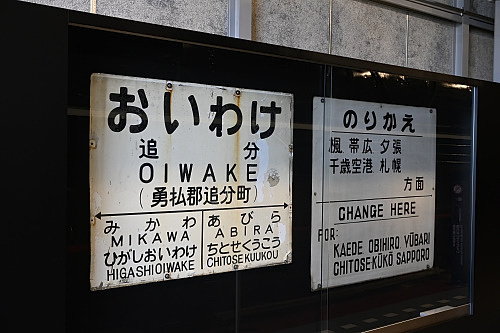 おいわけ
追分
OIWAKE
(勇払郡追分町)
みかわ
MIKAWA
ひがしおいわけ
HIGASHIOIWAKE
あびら
ABIRA
ちとせくうこう
CHITOSEKUUKOU
のりかえ
楓 帯広 夕張
千歳空港 札幌
方面
CHANGE HERE
FOR:
KAEDE OBIHIRO YŪBARI
CHITOSEKŪKŌ SAPPORO